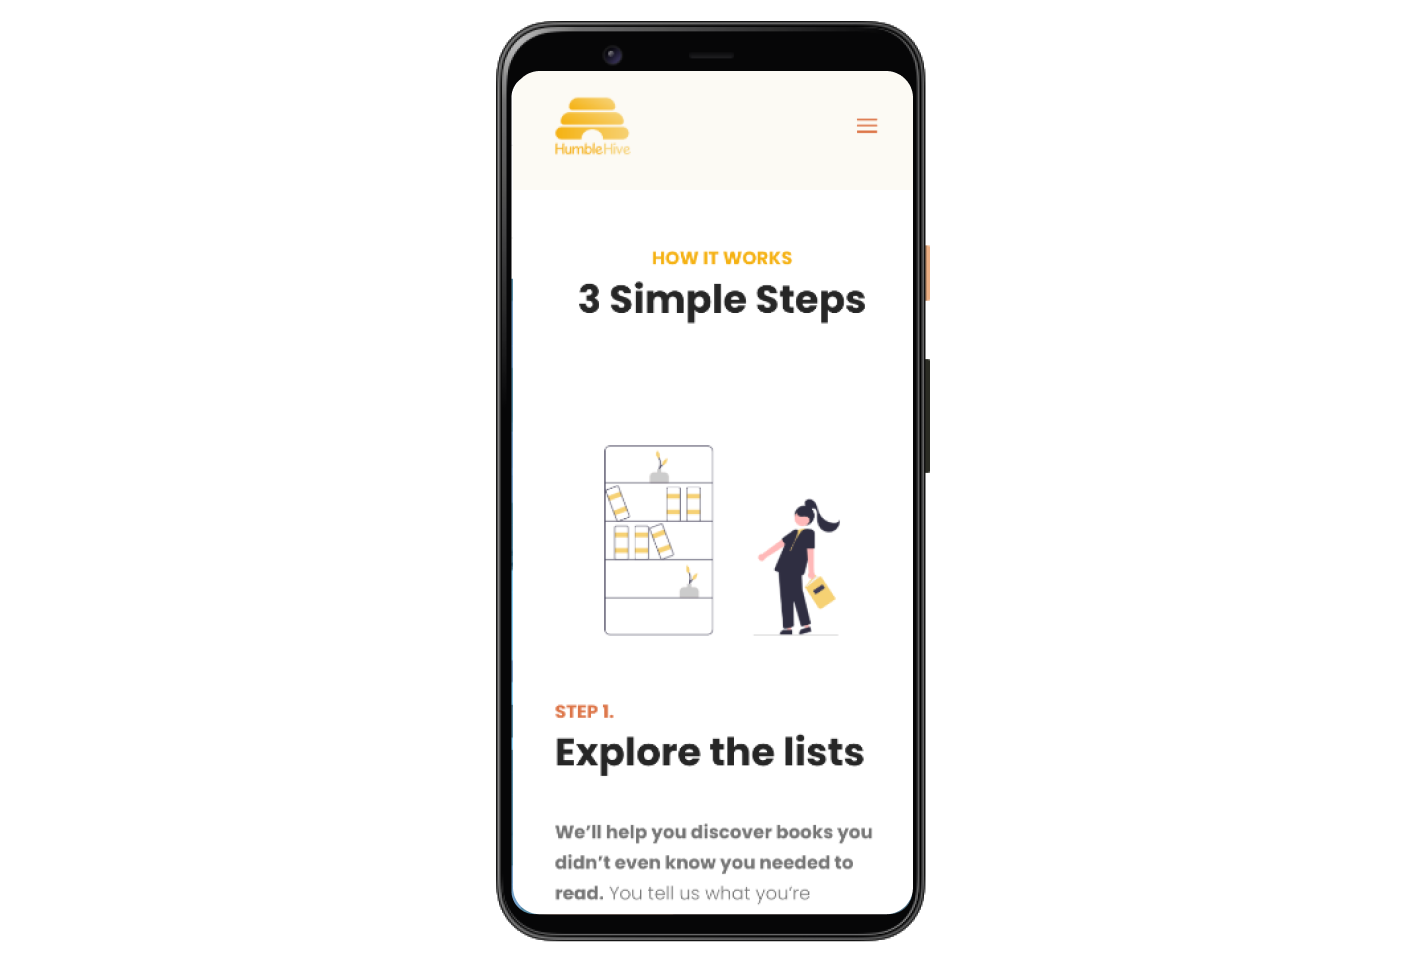 HumbleHive
HOW IT WORKS
3 Simple Steps
STEP 1.
Explore the lists
We’ll help you discover books you
didn’t even know you needed to
read. You tell us what you’re